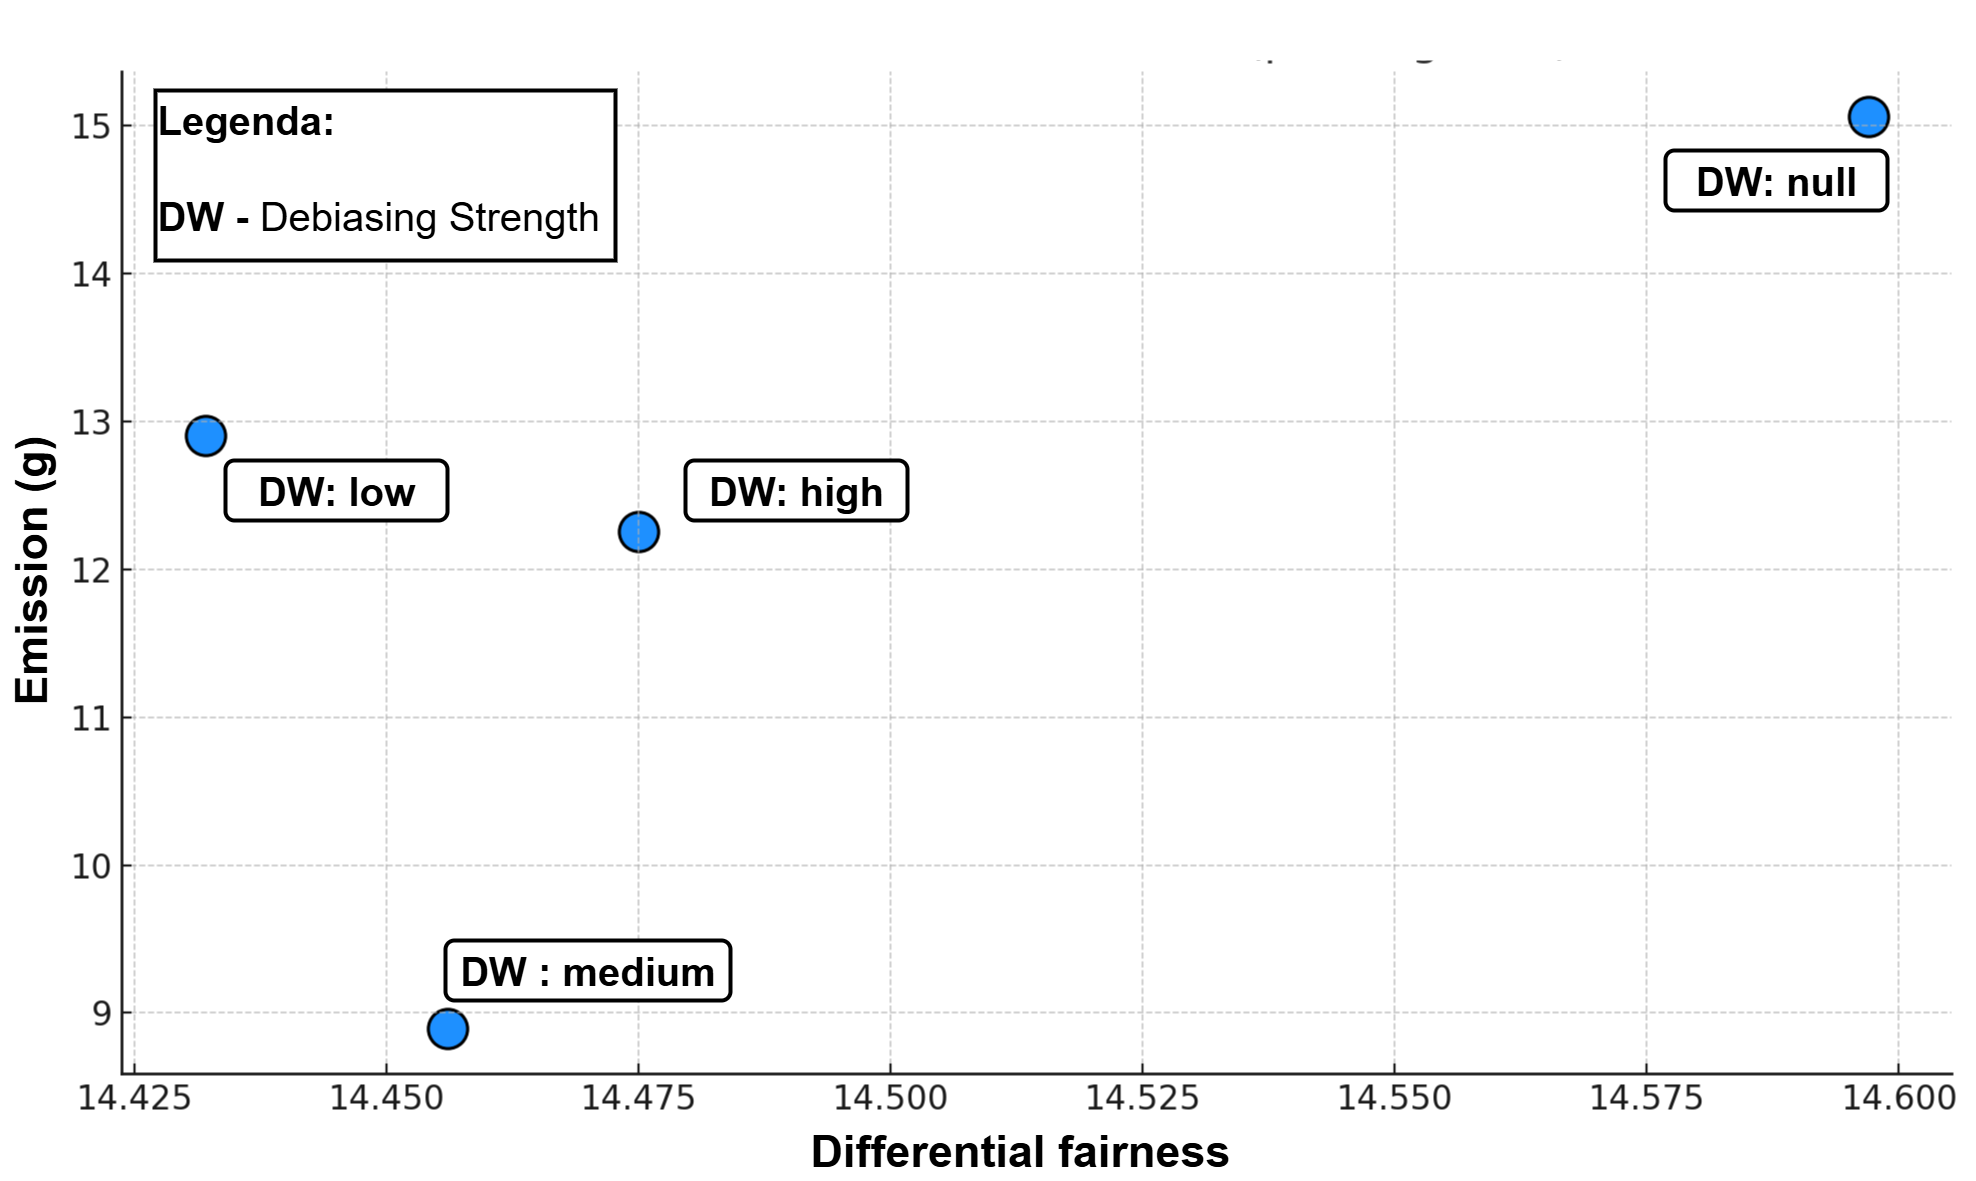 15
Legenda:
DW - Debiasing Strength
DW: null
14
13
DW: low
DW: high
12
11
10
DW : medium
9
Emission (g)
14.425 14.450 14.475 14.500 14.525 14.550 14.575 14.600
Differential fairness